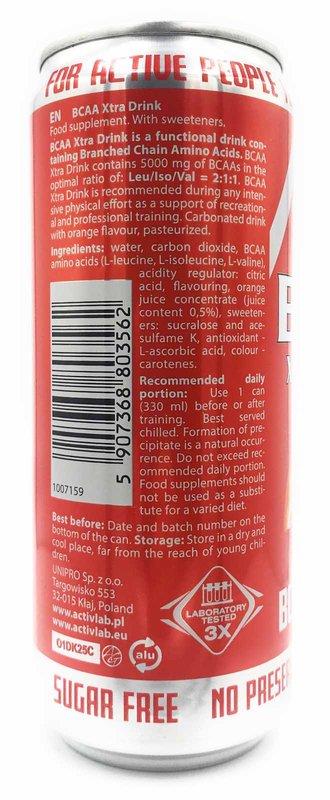 FOR ACTIVE PEOPLE
EN BCAA Xtra Drink
Food supplement. With sweeteners.
BCAA Xtra Drink is a functional drink con-
taining Branched Chain Amino Acids. BCAA
Xtra Drink contains 5000 mg of BCAAs in the
optimal ratio of: Leu/Iso/Val = 2:1:1. BCAA
Xtra Drink is recommended during any inten-
sive physical effort as a support of recreation-
al and professional training. Carbonated drink
with orange flavour, pasteurized.
Ingredients: water, carbon dioxide, BCAA
amino acids (L-leucine, L-isoleucine, L-valine),
acidity regulator: citric
acid, flavouring, orange
juice concentrate (juice
content 0,5%), sweeten-
ers: sucralose and ace-
sulfame K, antioxidant -
L-ascorbic acid, colour -
carotenes.
Recommended daily
portion: Use 1 can
(330 ml) before or after
training. Best served
chilled. Formation of pre-
cipitate is a natural occur-
rence. Do not exceed rec-
ommended daily portion.
Food supplements should
not be used as a substi-
tute for a varied diet.
5 907368 803562
1007159
Best before: Date and batch number on the
bottom of the can. Storage: Store in a dry and
cool place, far from the reach of young chil-
dren.
UNIPRO Sp. z o.o.
Targowisko 553
32-015 Kłaj, Poland
www.activlab.pl
www.activlab.eu
01DK25C
alu
LABORATORY
TESTED
3X
SUGAR FREE NO PRESE